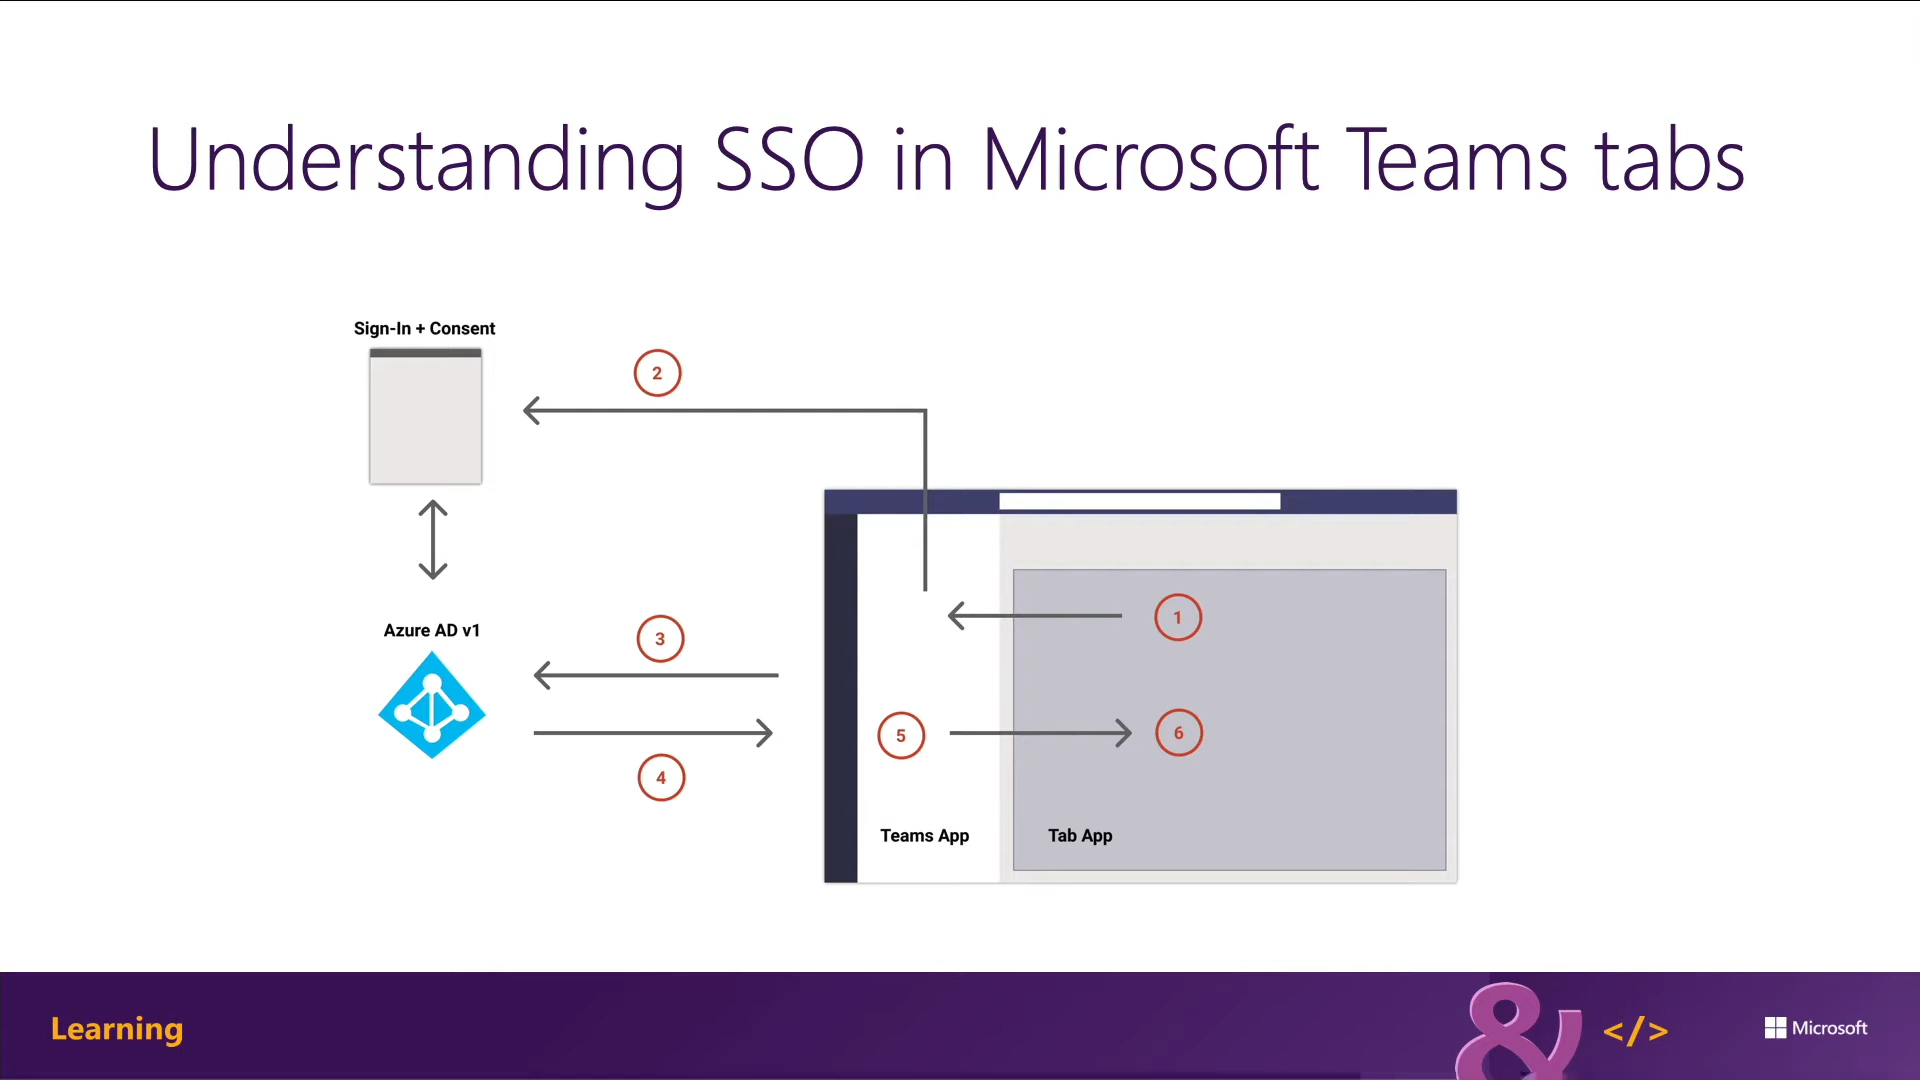 Understanding SSO in Microsoft Teams tabs
Sign-In + Consent
2
1
Azure AD v1
3
5
6
4
Teams App
Tab App
Learning
& </>
Microsoft